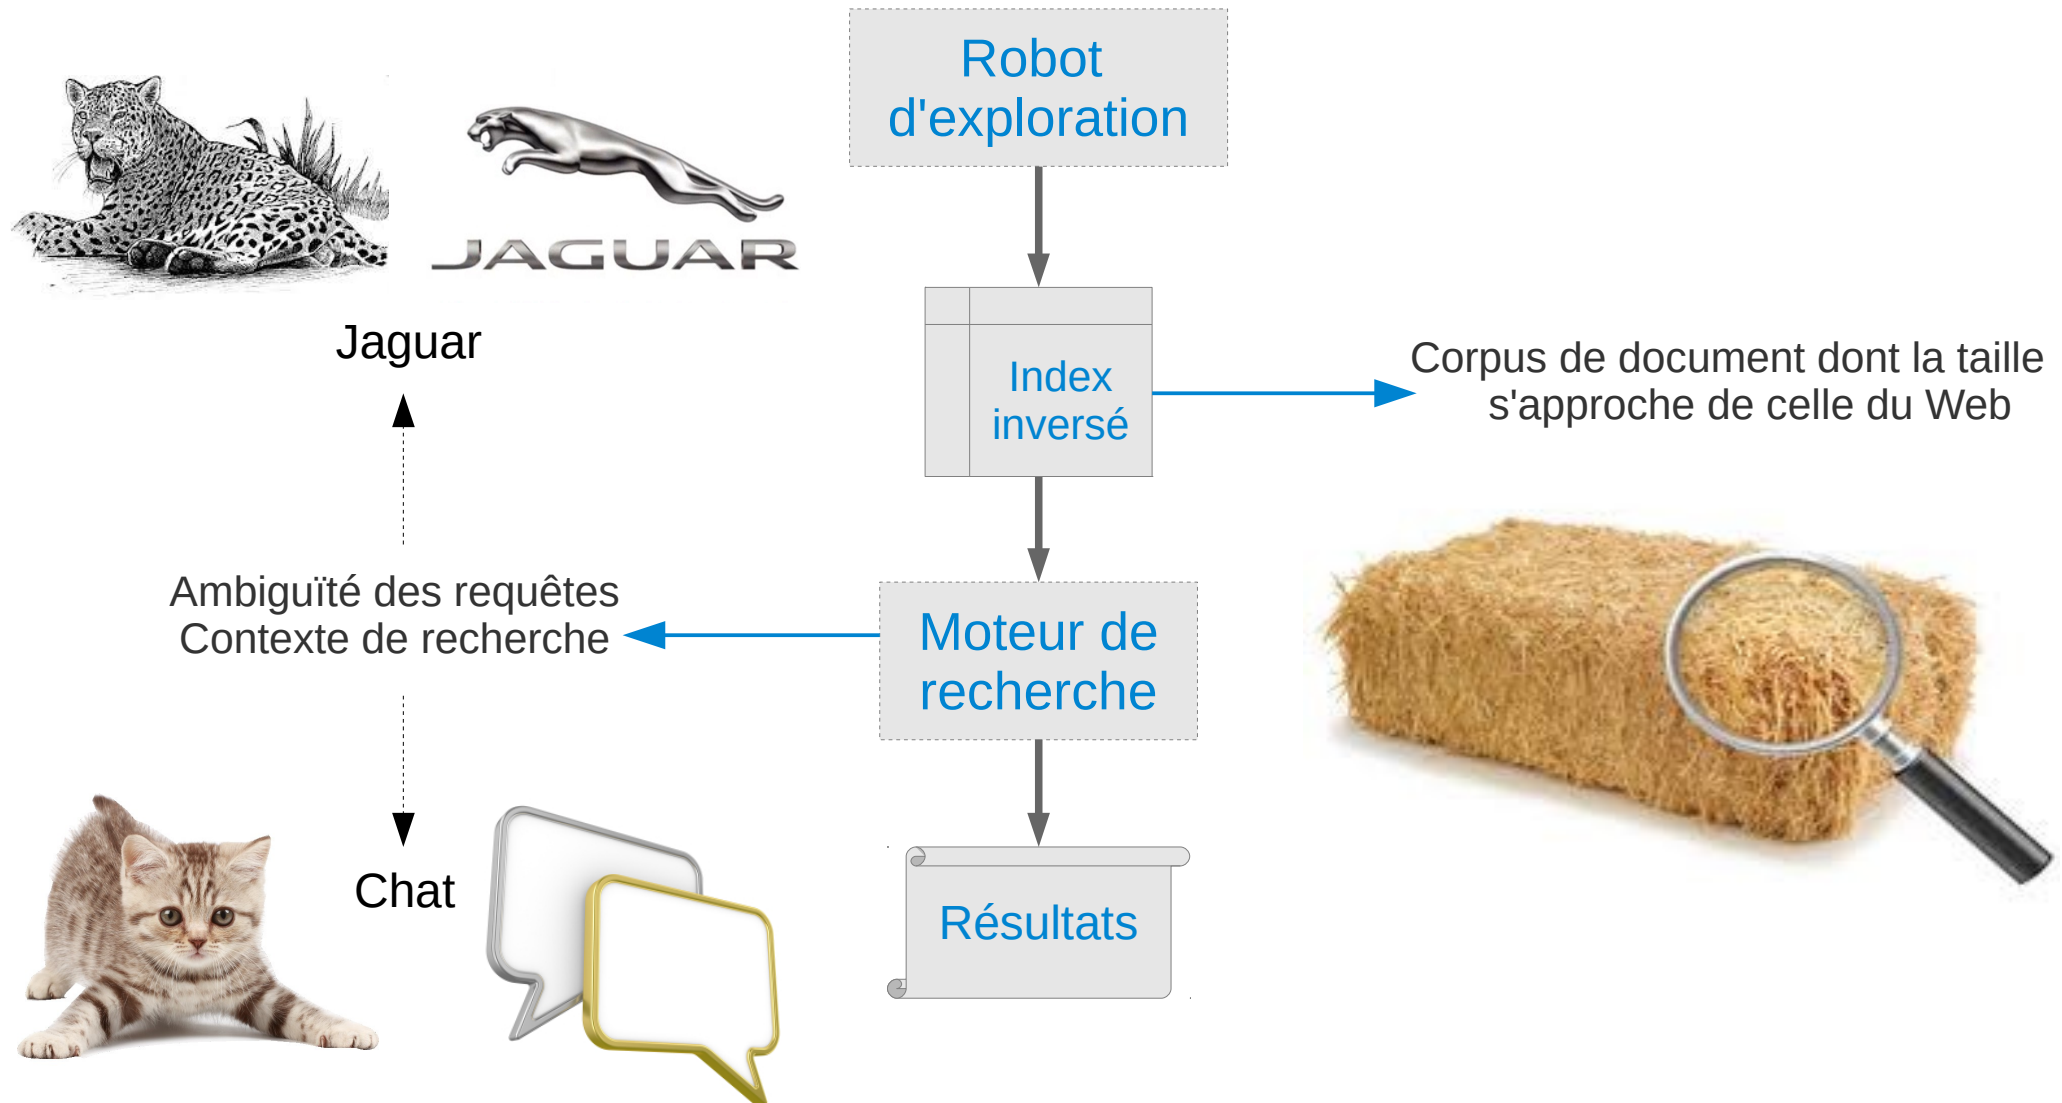 Robot
d'exploration
JAGUAR
Jaguar
Index
inversé
Corpus de document dont la taille
s'approche de celle du Web
Ambiguïté des requêtes
Contexte de recherche
Moteur de
recherche
Chat
Résultats